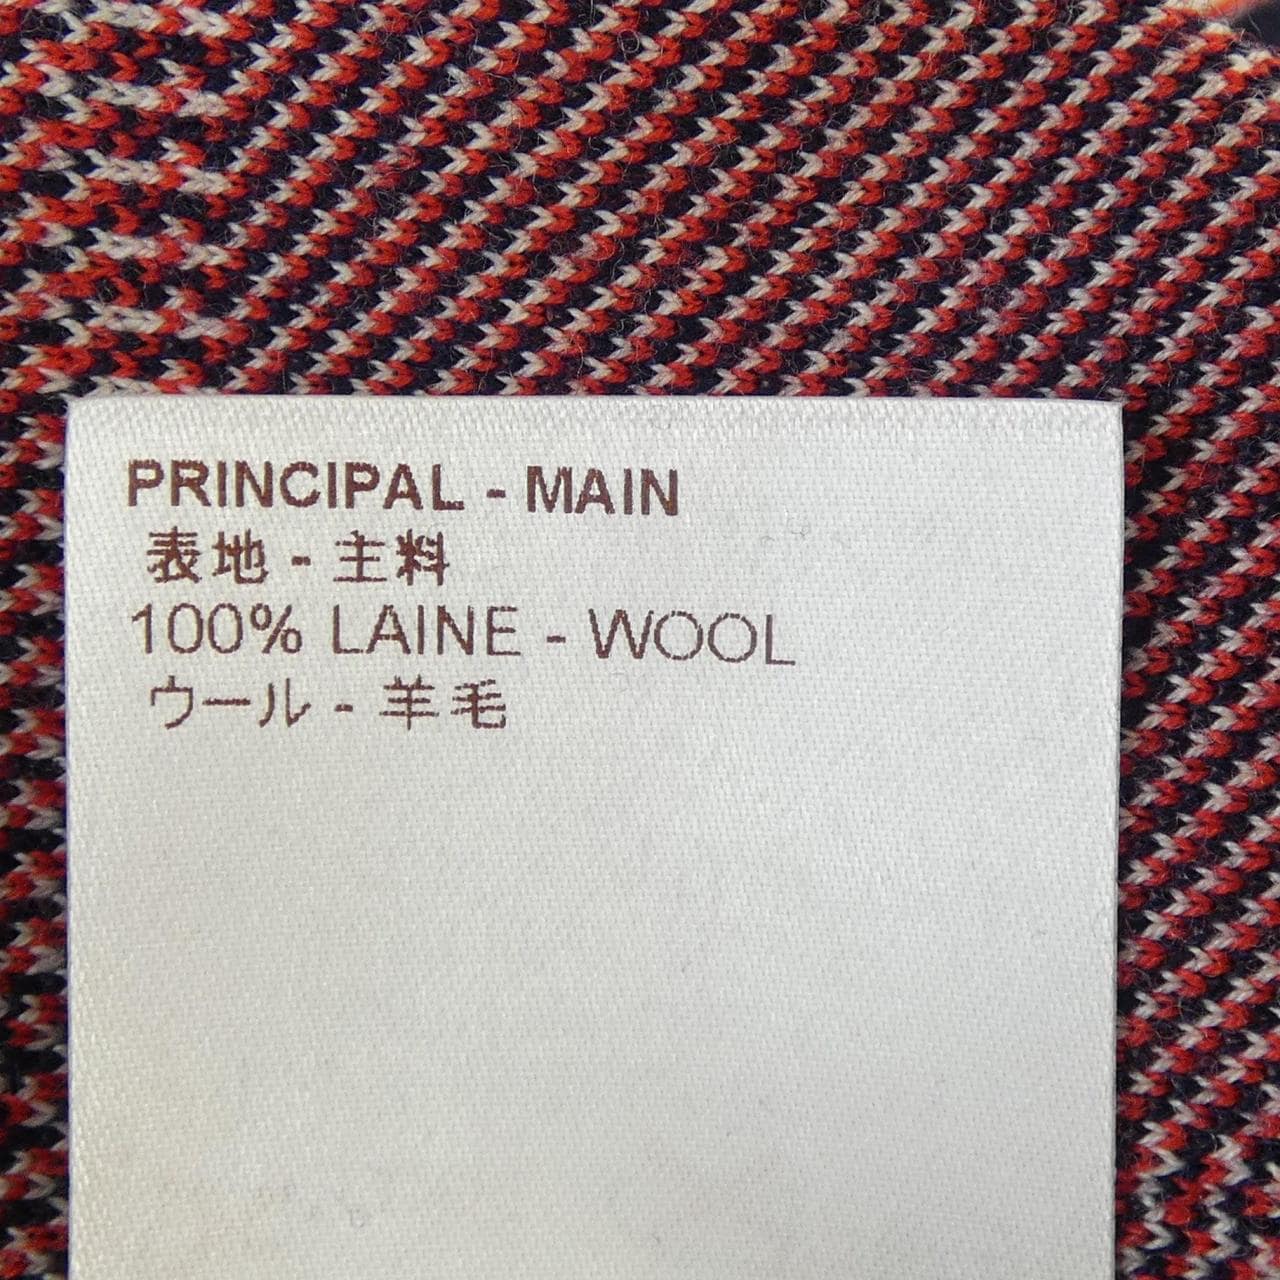 PRINCIPAL - MAIN
表地 - 主料
100% LAINE - WOOL
ウール - 羊毛